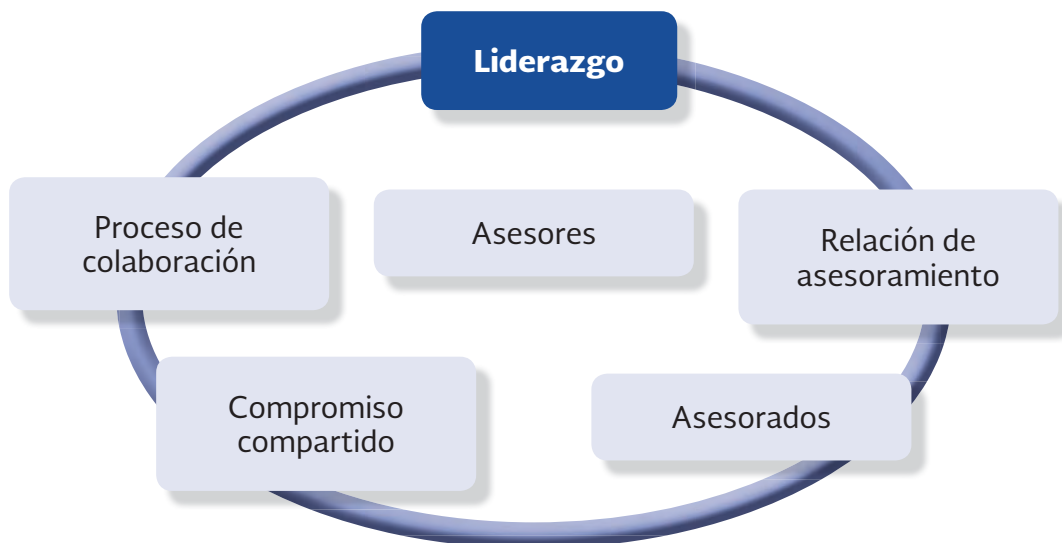 Liderazgo
Proceso de
colaboración
Asesores
Relación de
asesoramiento
Compromiso
compartido
Asesorados